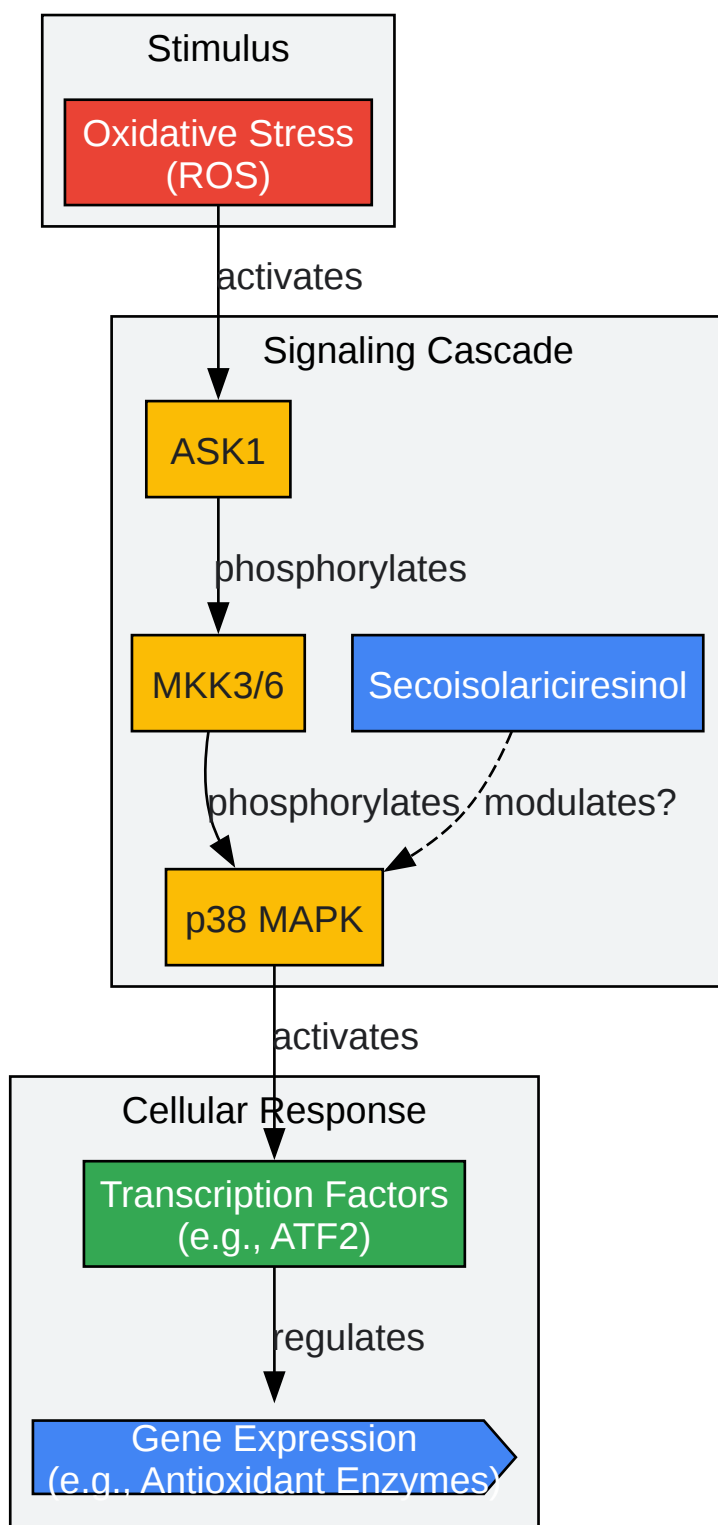 Stimulus
Oxidative Stress
(ROS)
activates
Signaling Cascade
ASK1
phosphorylates
MKK3/6
Secoisolariciresinol
phosphorylates
modulates?
p38 MAPK
activates
Cellular Response
Transcription Factors
(e.g., ATF2)
regulates
Gene Expression
(e.g., Antioxidant Enzymes)